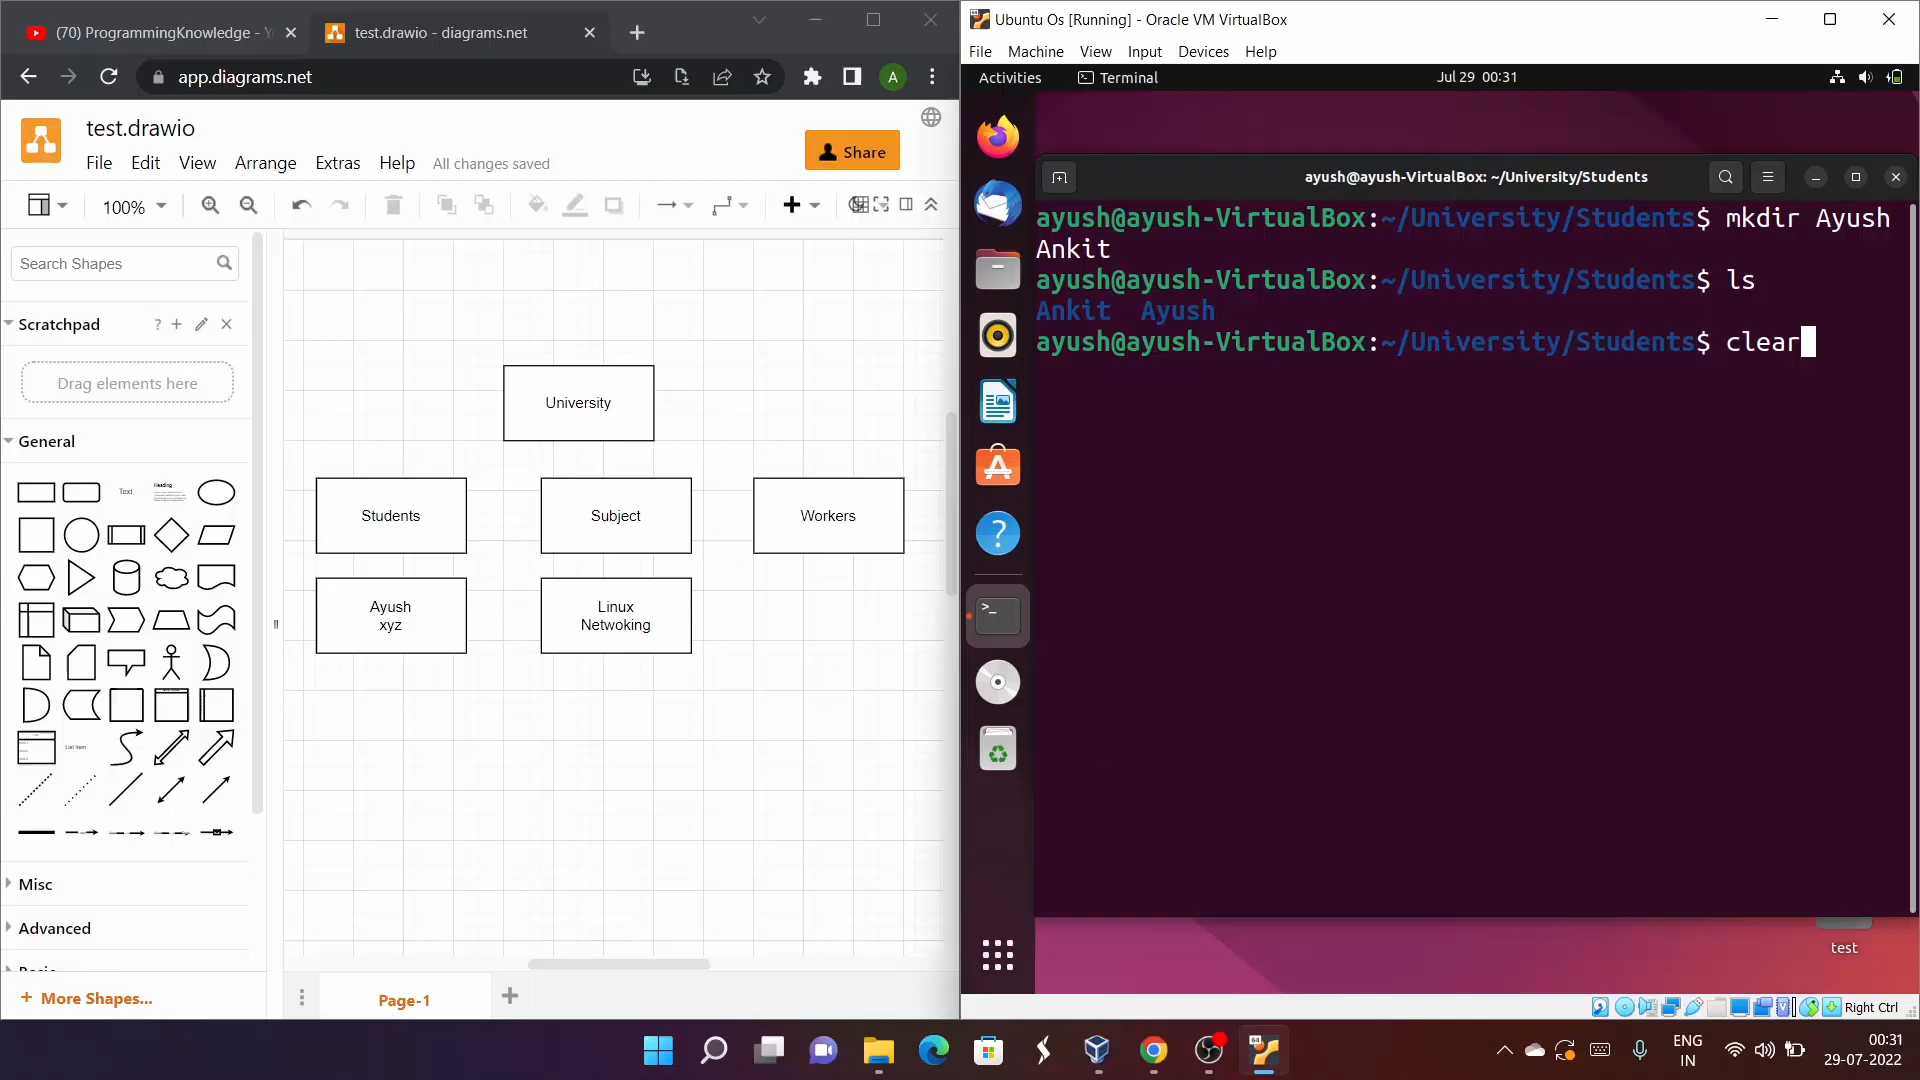 (70) ProgrammingKnowledge - Y
test.drawio - diagrams.net
app.diagrams.net
A
test.drawio
File Edit View Arrange Extras Help All changes saved
Share
100%
Search Shapes
Scratchpad
?
Drag elements here
General
Text
Heading
List Item
Misc
Advanced
+ More Shapes...
University
Students
Subject
Workers
Ayush
xyz
Linux
Netwoking
Page-1
Ubuntu Os [Running] - Oracle VM VirtualBox
File Machine View Input Devices Help
Activities
Terminal
Jul 29 00:31
ayush@ayush-VirtualBox: ~/University/Students
ayush@ayush-VirtualBox:~/University/Students$ mkdir Ayush
Ankit
ayush@ayush-VirtualBox:~/University/Students$ ls
Ankit Ayush
ayush@ayush-VirtualBox:~/University/Students$ clear
test
Right Ctrl
ENG
IN
00:31
29-07-2022